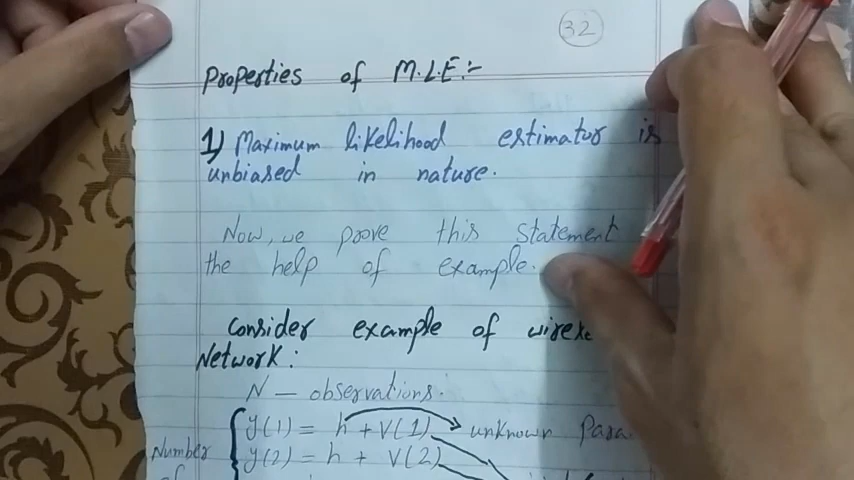 32
Properties of M.L.E:-
1) Maximum likelihood estimator is
unbiased in nature.
Now, we prove this statement
the help of example.
Consider example of
Network:
N - observations.
y(1) = h + V(1) unknown Para
Number y(2) = h + V(2)
of